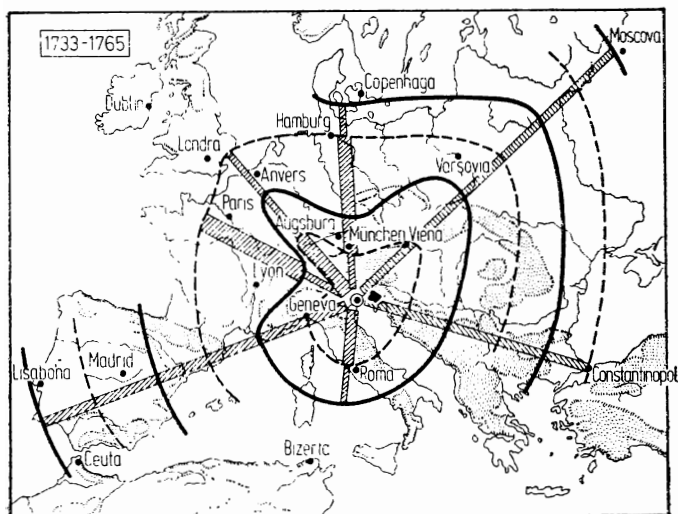 1733-1765
Moscova
Dublin
Copenhaga
Hamburg
Londra
Anvers
Varşovia
Paris
Augsburg
München
Viena
Lyon
Geneva
Lisabona
Madrid
Roma
Constantinopol
Ceuta
Bizerta